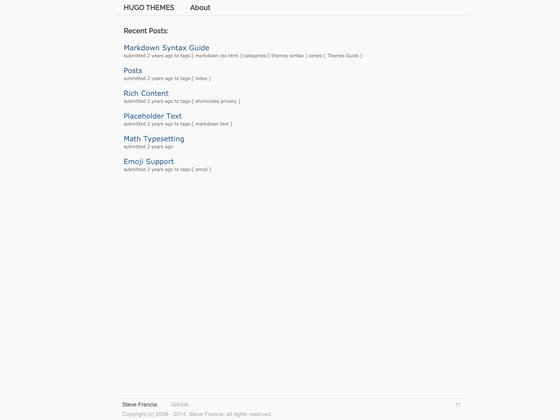 HUGO THEMES About
Recent Posts:
Markdown Syntax Guide
submitted 2 years ago to tags:[ markdown css html ] categories:[ themes syntax ] series:[ Themes Guide ]
Posts
submitted 2 years ago to tags:[ index ]
Rich Content
submitted 2 years ago to tags:[ shortcodes privacy ]
Placeholder Text
submitted 2 years ago to tags:[ markdown text ]
Math Typesetting
submitted 2 years ago
Emoji Support
submitted 2 years ago to tags:[ emoji ]
Steve Francia: GitHub ↑↑
Copyright (c) 2008 - 2014, Steve Francia; all rights reserved.